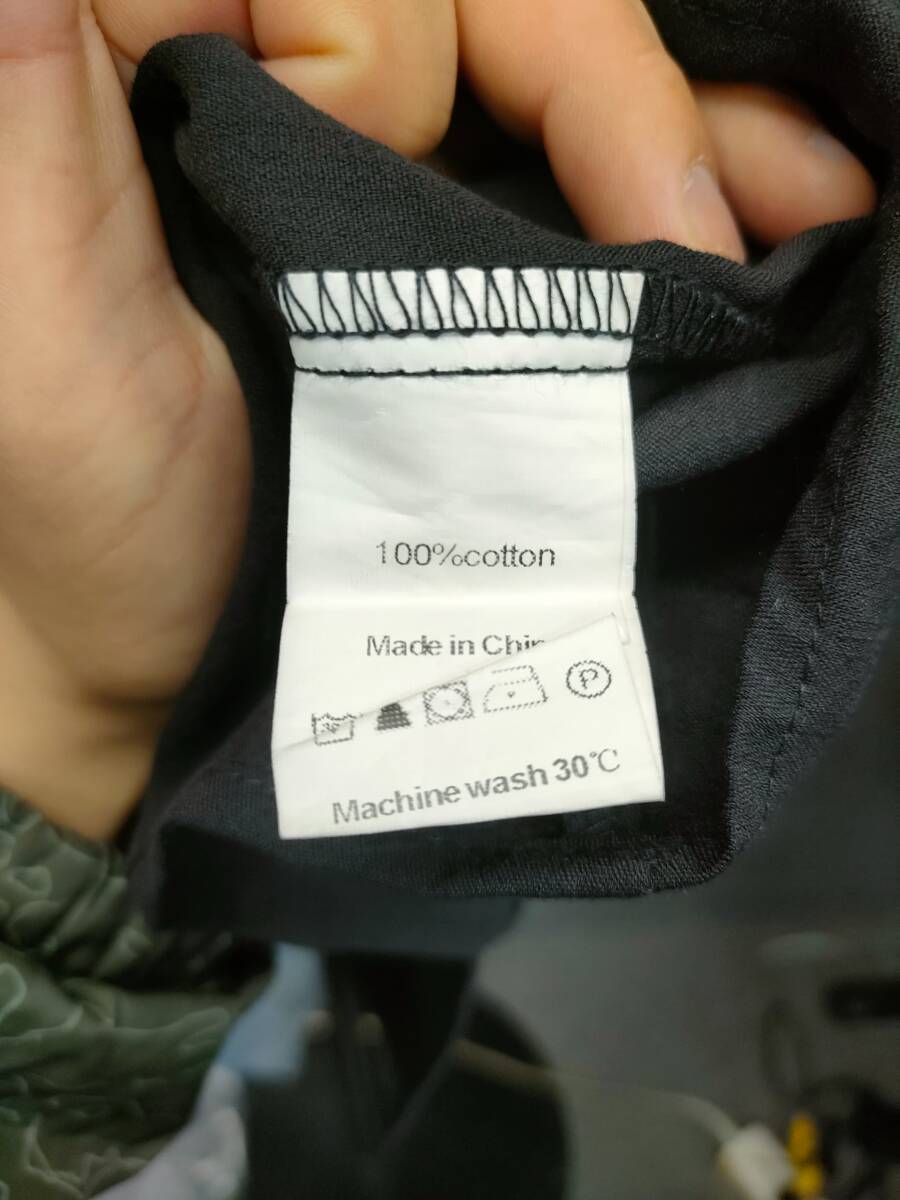 100%cotton
Made in Chin
P
Machine wash 30℃